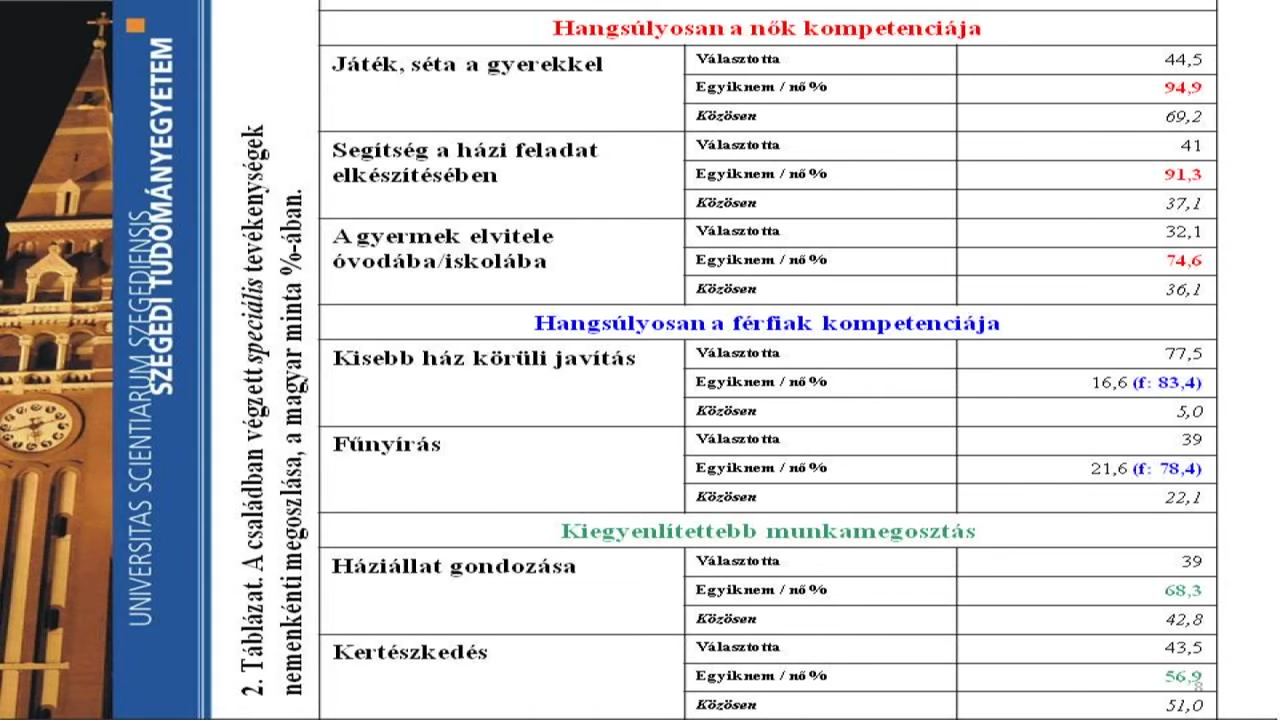 UNIVERSITAS SCIENTIARUM SZEGEDIENSIS
SZEGEDI TUDOMÁNYEGYETEM
2. Táblázat. A családban végzett speciális tevékenységek
nemenkénti megoszlása, a magyar minta %-ában.
Hangsúlyosan a nők kompetenciája
Játék, séta a gyerekkel
Választotta 44,5
Egyiknem / nő % 94,9
Közösen 69,2
Segítség a házi feladat
elkészítésében
Választotta 41
Egyiknem / nő % 91,3
Közösen 37,1
A gyermek elvitele
óvodába/iskolába
Választotta 32,1
Egyiknem / nő % 74,6
Közösen 36,1
Hangsúlyosan a férfiak kompetenciája
Kisebb ház körüli javítás
Választotta 77,5
Egyiknem / nő % 16,6 (f: 83,4)
Közösen 5,0
Fűnyírás
Választotta 39
Egyiknem / nő % 21,6 (f: 78,4)
Közösen 22,1
Kiegyenlítettebb munkamegosztás
Háziállat gondozása
Választotta 39
Egyiknem / nő % 68,3
Közösen 42,8
Kertészkedés
Választotta 43,5
Egyiknem / nő % 56,9
8
Közösen 51,0